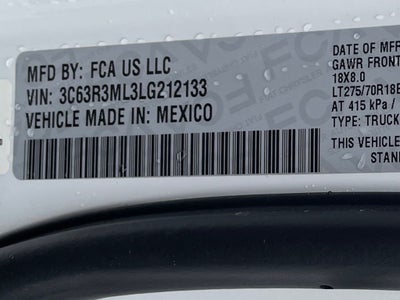 MFD BY: FCA US LLC
VIN: 3C63R3ML3LG212133
VEHICLE MADE IN: MEXICO
DATE OF MFR
GAWR FRONT
18X8.0
LT275/70R18E
AT 415 kPa /
TYPE: TRUCK
THIS VEHICLE
STAN